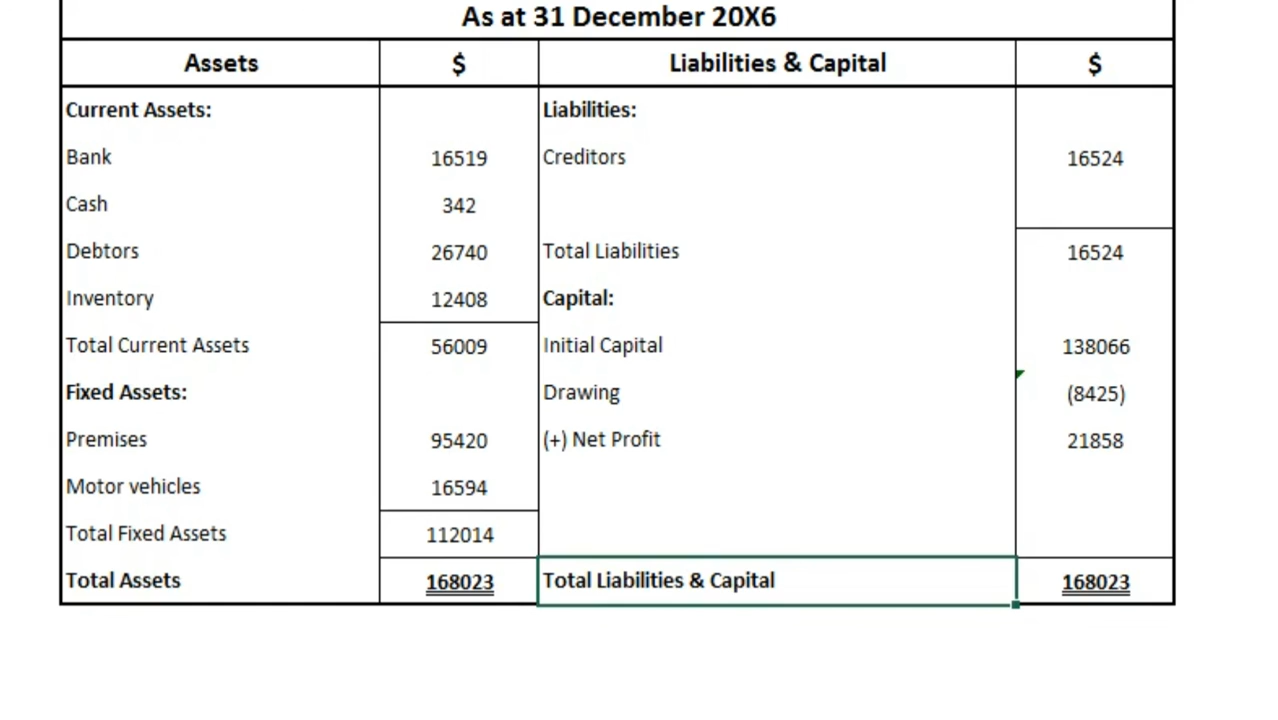 As at 31 December 20X6
Assets $ Liabilities & Capital $
Current Assets: Liabilities:
Bank 16519 Creditors 16524
Cash 342
Debtors 26740 Total Liabilities 16524
Inventory 12408 Capital:
Total Current Assets 56009 Initial Capital 138066
Fixed Assets: Drawing (8425)
Premises 95420 (+) Net Profit 21858
Motor vehicles 16594
Total Fixed Assets 112014
Total Assets 168023 Total Liabilities & Capital 168023